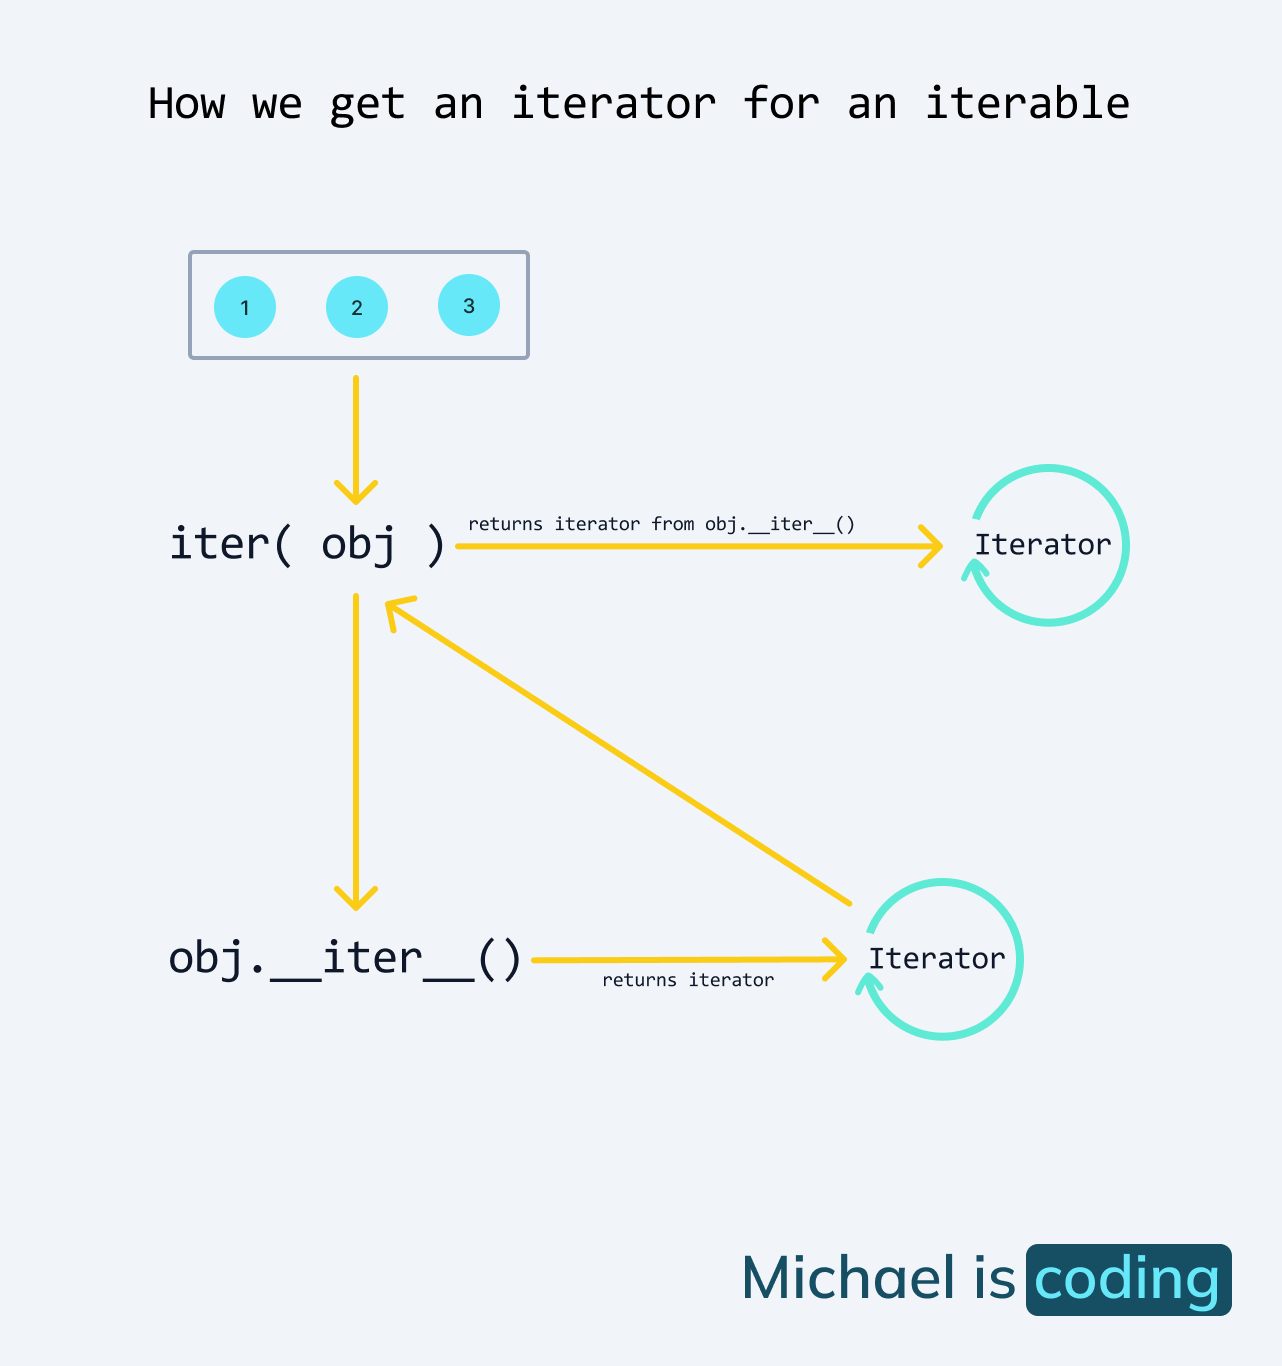 How we get an iterator for an iterable
1 2 3
returns iterator from obj.__iter__()
iter( obj )
Iterator
obj.__iter__()
Iterator
returns iterator
Michael is coding